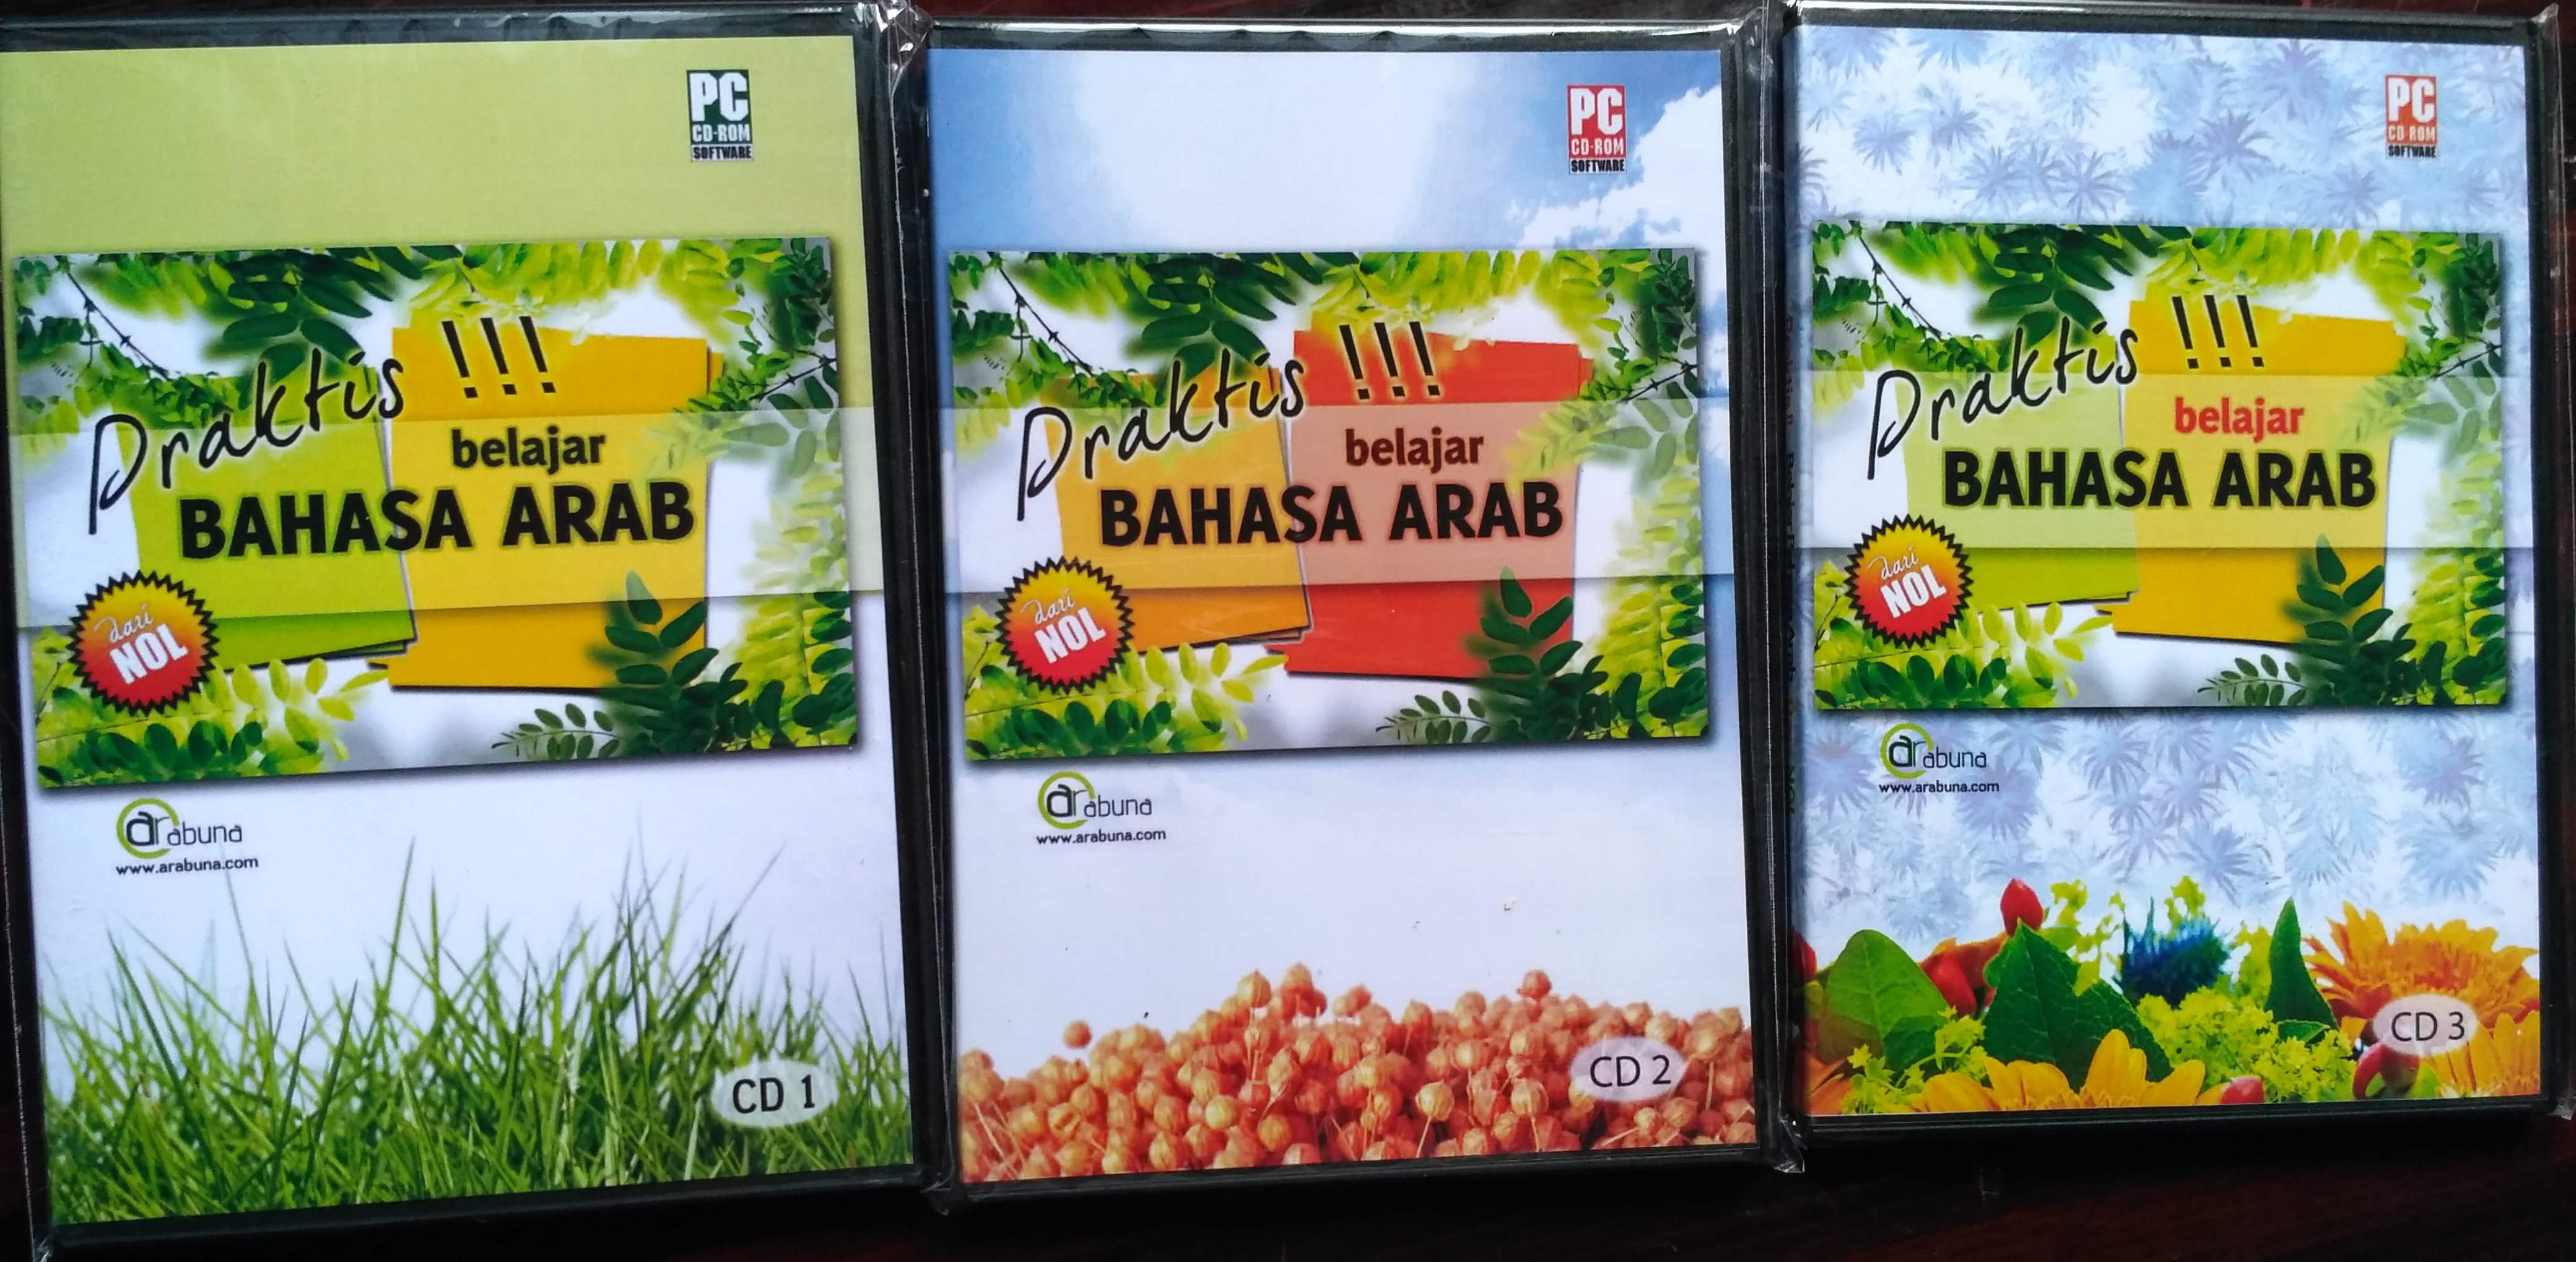 PC
CD-ROM
SOFTWARE
Praktis !!!
belajar
BAHASA ARAB
dari
NOL
arabuna
www.arabuna.com
CD 1
PC
CD-ROM
SOFTWARE
Praktis !!!
belajar
BAHASA ARAB
dari
NOL
arabuna
www.arabuna.com
CD 2
PC
CD-ROM
SOFTWARE
Praktis !!!
belajar
BAHASA ARAB
dari
NOL
arabuna
www.arabuna.com
CD 3